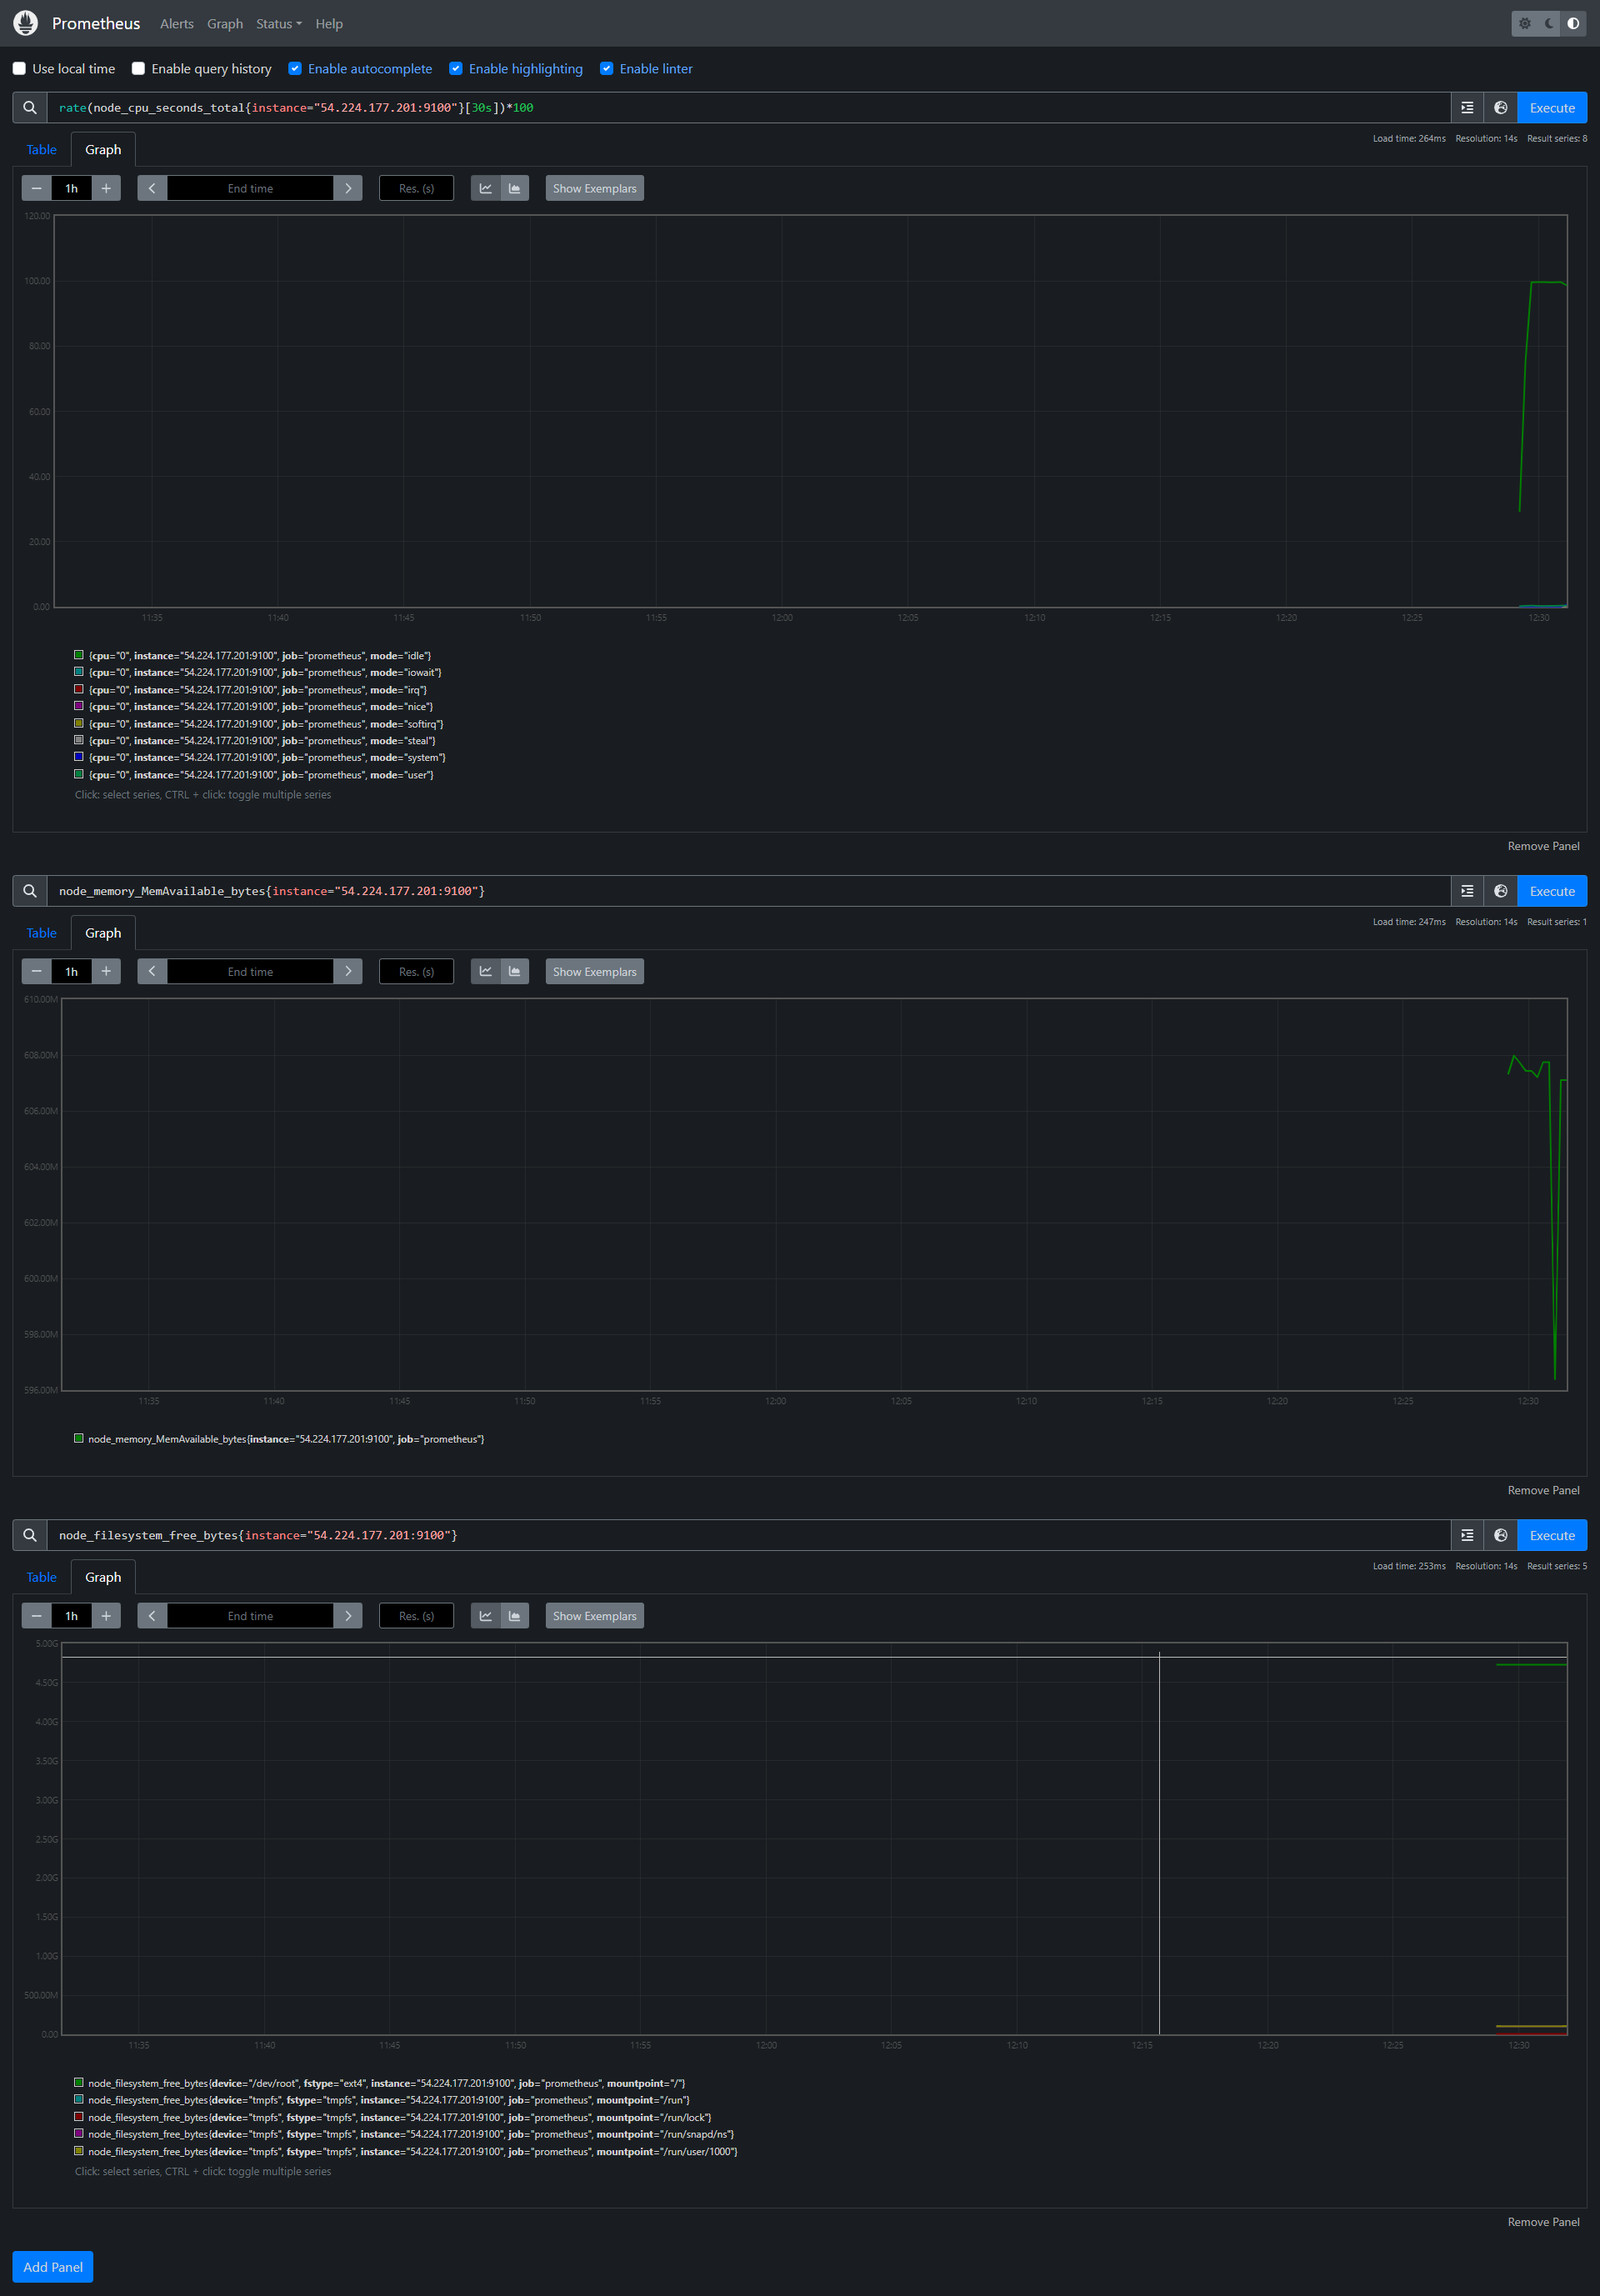 Prometheus Alerts Graph Status Help
Use local time Enable query history Enable autocomplete Enable highlighting Enable linter
rate(node_cpu_seconds_total{instance="54.224.177.201:9100"}[30s])*100 Execute
Load time: 264ms Resolution: 14s Result series: 8
Table Graph
1h End time Res. (s) Show Exemplars
120.00
100.00
80.00
60.00
40.00
20.00
0.00
11:35 11:40 11:45 11:50 11:55 12:00 12:05 12:10 12:15 12:20 12:25 12:30
{cpu="0", instance="54.224.177.201:9100", job="prometheus", mode="idle"}
{cpu="0", instance="54.224.177.201:9100", job="prometheus", mode="iowait"}
{cpu="0", instance="54.224.177.201:9100", job="prometheus", mode="irq"}
{cpu="0", instance="54.224.177.201:9100", job="prometheus", mode="nice"}
{cpu="0", instance="54.224.177.201:9100", job="prometheus", mode="softirq"}
{cpu="0", instance="54.224.177.201:9100", job="prometheus", mode="steal"}
{cpu="0", instance="54.224.177.201:9100", job="prometheus", mode="system"}
{cpu="0", instance="54.224.177.201:9100", job="prometheus", mode="user"}
Click: select series, CTRL + click: toggle multiple series
Remove Panel
node_memory_MemAvailable_bytes{instance="54.224.177.201:9100"} Execute
Load time: 247ms Resolution: 14s Result series: 1
Table Graph
1h End time Res. (s) Show Exemplars
610.00M
608.00M
606.00M
604.00M
602.00M
600.00M
598.00M
596.00M
11:35 11:40 11:45 11:50 11:55 12:00 12:05 12:10 12:15 12:20 12:25 12:30
node_memory_MemAvailable_bytes{instance="54.224.177.201:9100", job="prometheus"}
Remove Panel
node_filesystem_free_bytes{instance="54.224.177.201:9100"} Execute
Load time: 253ms Resolution: 14s Result series: 5
Table Graph
1h End time Res. (s) Show Exemplars
5.00G
4.50G
4.00G
3.50G
3.00G
2.50G
2.00G
1.50G
1.00G
500.00M
0.00
11:35 11:40 11:45 11:50 11:55 12:00 12:05 12:10 12:15 12:20 12:25 12:30
node_filesystem_free_bytes{device="/dev/root", fstype="ext4", instance="54.224.177.201:9100", job="prometheus", mountpoint="/"}
node_filesystem_free_bytes{device="tmpfs", fstype="tmpfs", instance="54.224.177.201:9100", job="prometheus", mountpoint="/run"}
node_filesystem_free_bytes{device="tmpfs", fstype="tmpfs", instance="54.224.177.201:9100", job="prometheus", mountpoint="/run/lock"}
node_filesystem_free_bytes{device="tmpfs", fstype="tmpfs", instance="54.224.177.201:9100", job="prometheus", mountpoint="/run/snapd/ns"}
node_filesystem_free_bytes{device="tmpfs", fstype="tmpfs", instance="54.224.177.201:9100", job="prometheus", mountpoint="/run/user/1000"}
Click: select series, CTRL + click: toggle multiple series
Remove Panel
Add Panel